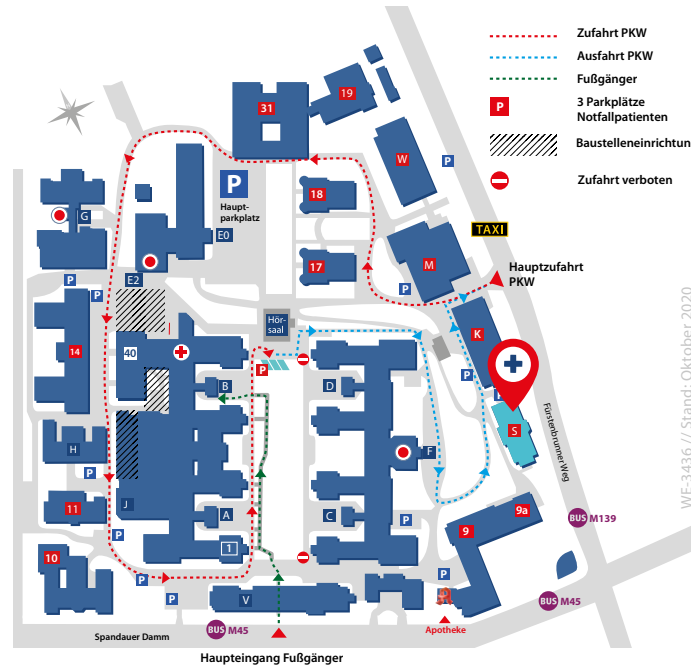 Zufahrt PKW
Ausfahrt PKW
Fußgänger
P
3 Parkplätze
Notfallpatienten
Baustelleneinrichtun
Zufahrt verboten
31
19
W
P
18
P
Haupt-
parkplatz
TAXI
G
E0
M
17
Hauptzufahrt
PKW
E2
P
P
P
P
Hör-
saal
K
14
40
P
P
P
B
D
S
H
F
Fürstenbrunner Weg
P
11
J
A
C
9
9a
BUS M139
P
P
1
10
P
P
V
P
BUS M45
Apotheke
Spandauer Damm
BUS M45
Haupteingang Fußgänger
WE-3436 // Stand: Oktober 2020